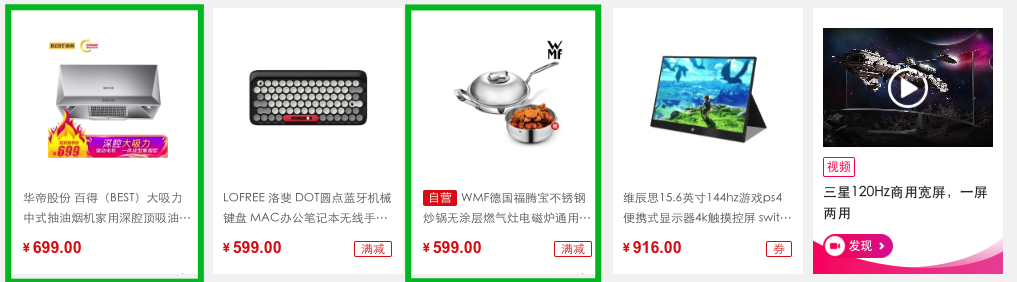 BEST
¥699
深腔大吸力
华帝股份 百得（BEST）大吸力
中式抽油烟机家用深腔顶吸油…
¥ 699.00
LOFREE 洛斐 DOT圆点蓝牙机械
键盘 MAC办公笔记本无线手…
¥ 599.00
满减
WMF
自营 WMF德国福腾宝不锈钢
炒锅无涂层燃气灶电磁炉通用…
¥ 599.00
满减
维辰思15.6英寸144hz游戏ps4
便携式显示器4k触摸控屏 swit…
¥ 916.00
券
视频
三星120Hz商用宽屏，一屏
两用
发现